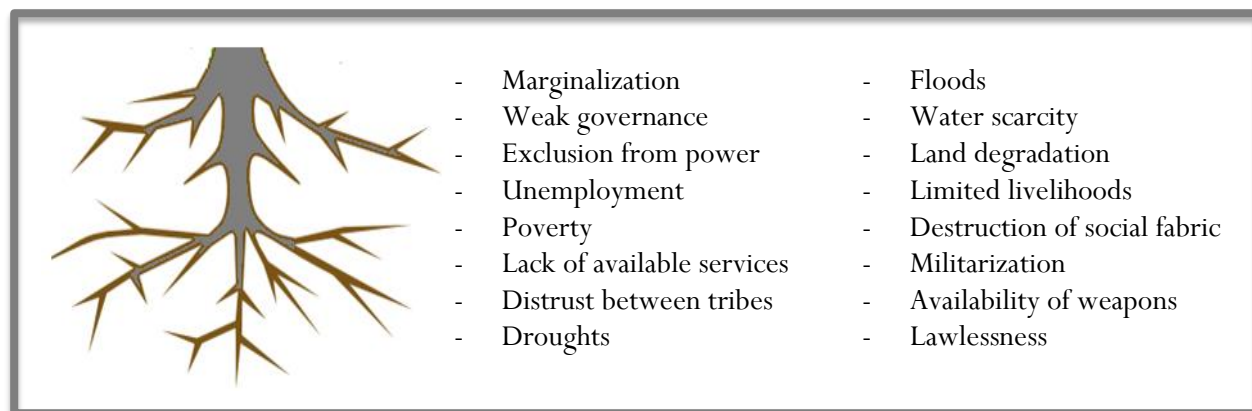 - Marginalization
- Weak governance
- Exclusion from power
- Unemployment
- Poverty
- Lack of available services
- Distrust between tribes
- Droughts
- Floods
- Water scarcity
- Land degradation
- Limited livelihoods
- Destruction of social fabric
- Militarization
- Availability of weapons
- Lawlessness